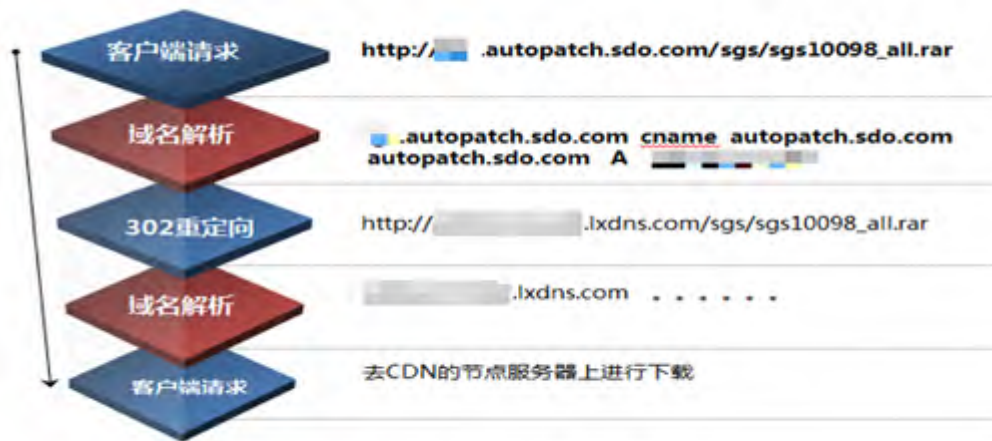 客户端请求
http:// .autopatch.sdo.com/sgs/sgs10098_all.rar
域名解析
.autopatch.sdo.com cname autopatch.sdo.com
autopatch.sdo.com A
302重定向
http:// .lxdns.com/sgs/sgs10098_all.rar
域名解析
.lxdns.com . . . . . .
客户端请求
去CDN的节点服务器上进行下载